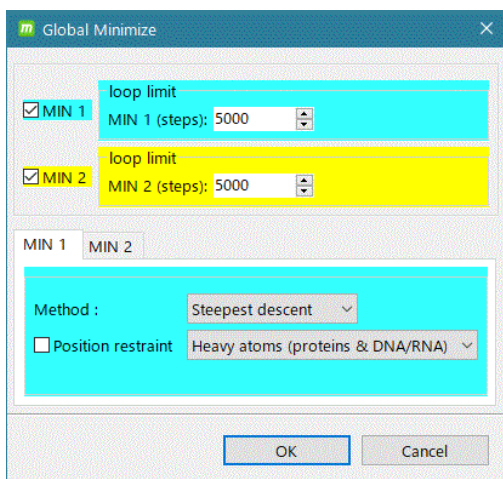 m Global Minimize
loop limit
MIN 1
MIN 1 (steps): 5000
loop limit
MIN 2
MIN 2 (steps): 5000
MIN 1 MIN 2
Method : Steepest descent
Position restraint Heavy atoms (proteins & DNA/RNA)
OK Cancel